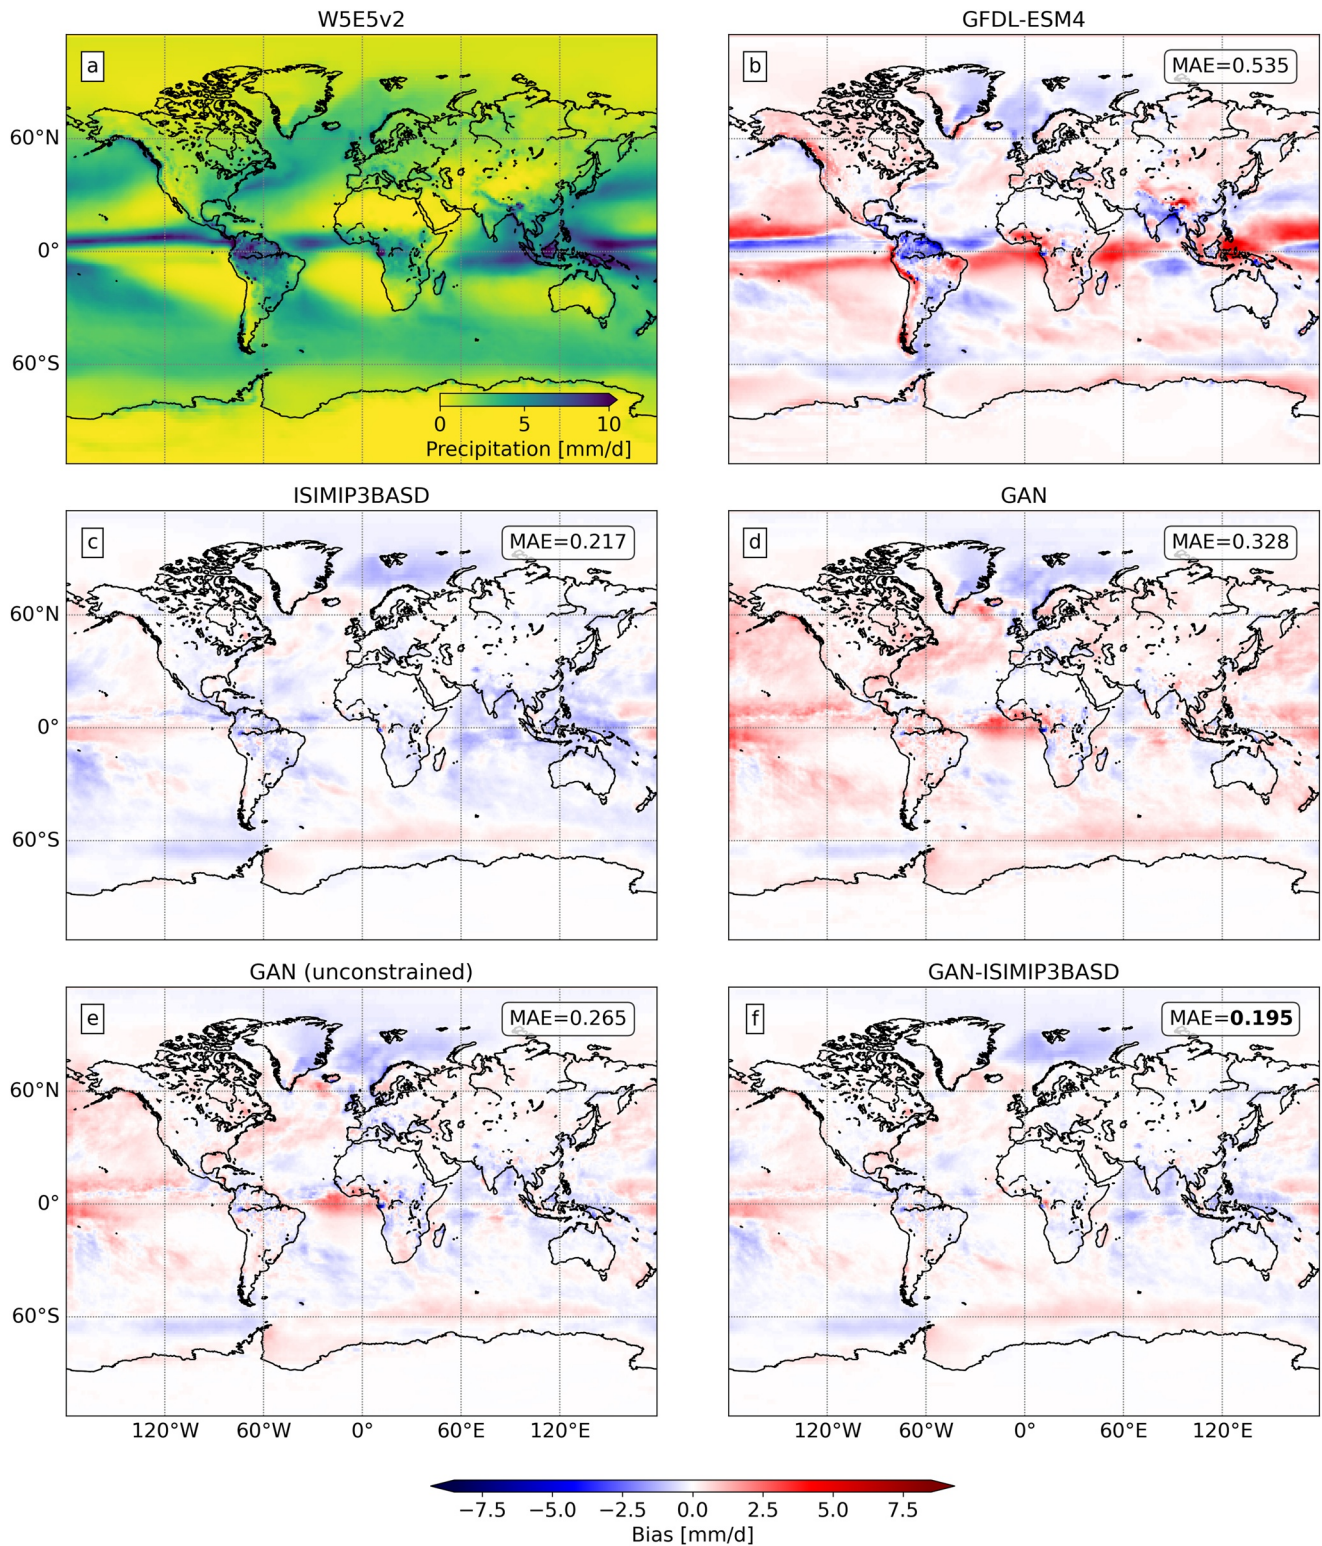 W5E5v2
GFDL-ESM4
a
b
MAE=0.535
60°N
0°
60°S
0
5
10
Precipitation [mm/d]
ISIMIP3BASD
GAN
c
MAE=0.217
d
MAE=0.328
60°N
0°
60°S
GAN (unconstrained)
GAN-ISIMIP3BASD
e
MAE=0.265
f
MAE=0.195
60°N
0°
60°S
120°W 60°W 0° 60°E 120°E
120°W 60°W 0° 60°E 120°E
−7.5 −5.0 −2.5 0.0 2.5 5.0 7.5
Bias [mm/d]